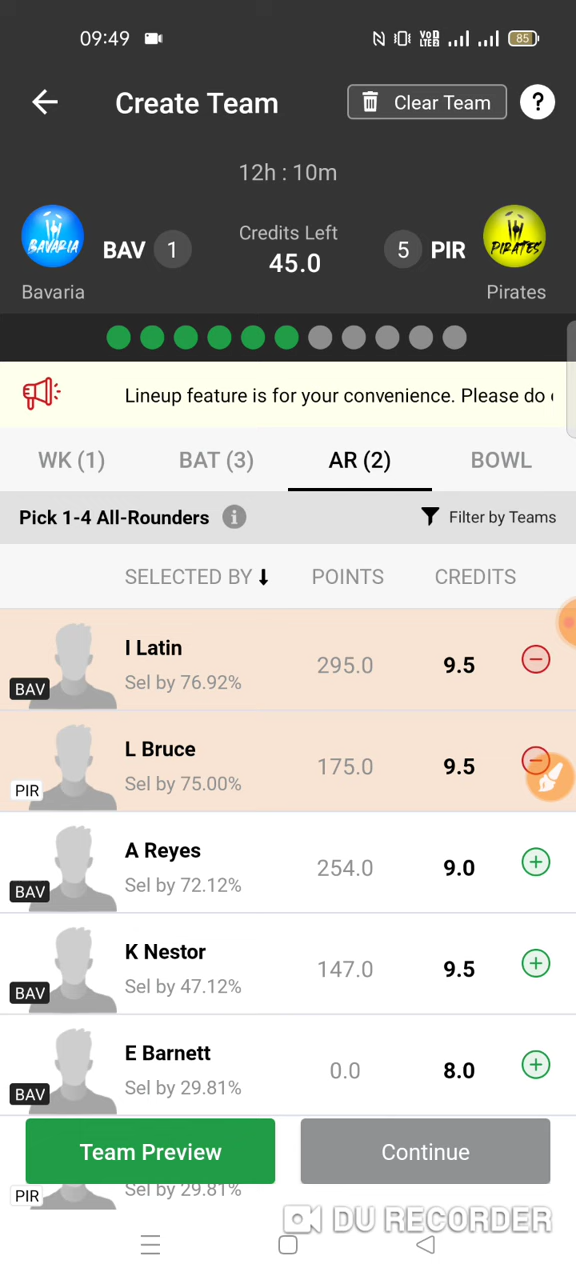 09:49
VoD LTE2
85
Create Team
Clear Team
?
12h : 10m
BAVARIA
BAV 1
Credits Left
45.0
5 PIR
PIRATES
Bavaria
Pirates
Lineup feature is for your convenience. Please do
WK (1)
BAT (3)
AR (2)
BOWL
Pick 1-4 All-Rounders
i
Filter by Teams
SELECTED BY
POINTS
CREDITS
I Latin
BAV
Sel by 76.92%
295.0
9.5
L Bruce
PIR
Sel by 75.00%
175.0
9.5
A Reyes
BAV
Sel by 72.12%
254.0
9.0
K Nestor
BAV
Sel by 47.12%
147.0
9.5
E Barnett
BAV
Sel by 29.81%
0.0
8.0
Team Preview
Continue
PIR
Sel by 29.81%
DU RECORDER